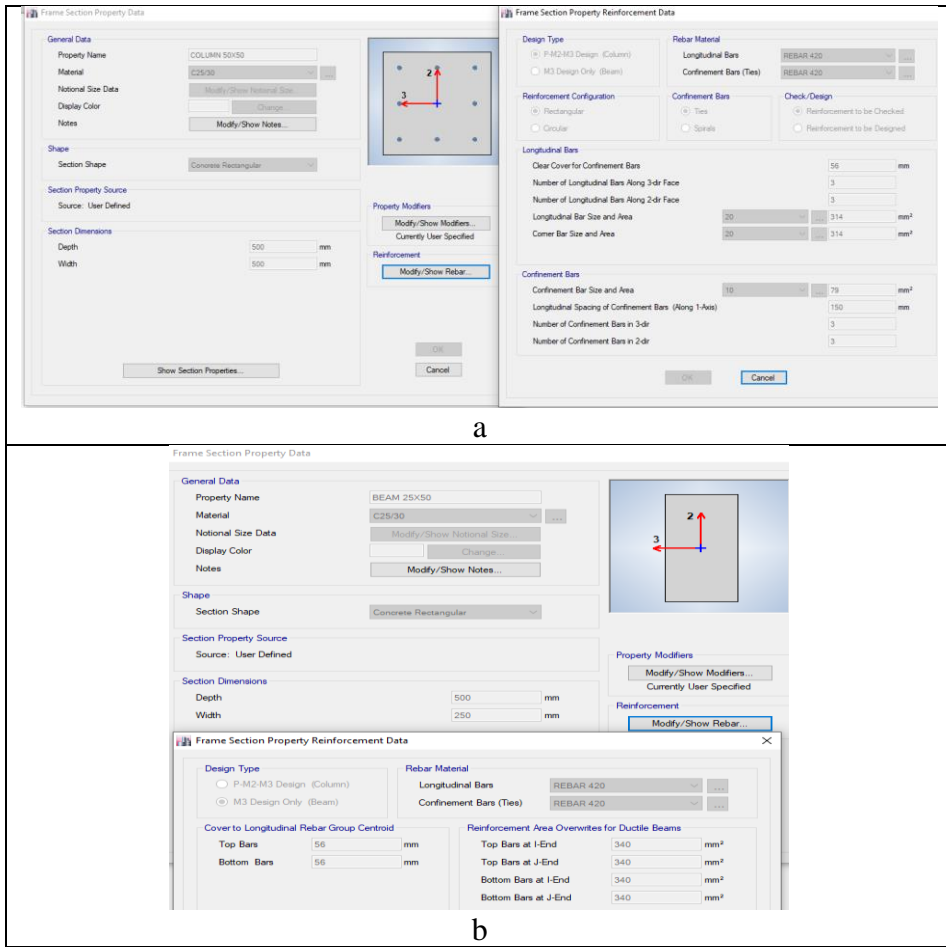 Frame Section Property Data
General Data
Property Name COLUMN 50X50
Material C25/30 ...
Notional Size Data Modify/Show Notional Size...
Display Color Change...
Notes Modify/Show Notes...
Shape
Section Shape Concrete Rectangular
Section Property Source
Source: User Defined
Section Dimensions
Depth 500 mm
Width 500 mm
Show Section Properties...
2
3
Property Modifiers
Modify/Show Modifiers...
Currently User Specified
Reinforcement
Modify/Show Rebar...
OK
Cancel
Frame Section Property Reinforcement Data
Design Type
P-M2-M3 Design (Column)
M3 Design Only (Beam)
Rebar Material
Longitudinal Bars REBAR 420 ...
Confinement Bars (Ties) REBAR 420 ...
Reinforcement Configuration
Rectangular
Circular
Confinement Bars
Ties
Spirals
Check/Design
Reinforcement to be Checked
Reinforcement to be Designed
Longitudinal Bars
Clear Cover for Confinement Bars 56 mm
Number of Longitudinal Bars Along 3-dir Face 3
Number of Longitudinal Bars Along 2-dir Face 3
Longitudinal Bar Size and Area 20 ... 314 mm²
Corner Bar Size and Area 20 ... 314 mm²
Confinement Bars
Confinement Bar Size and Area 10 ... 79 mm²
Longitudinal Spacing of Confinement Bars (Along 1-Axis) 150 mm
Number of Confinement Bars in 3-dir 3
Number of Confinement Bars in 2-dir 3
OK Cancel
a
Frame Section Property Data
General Data
Property Name BEAM 25X50
Material C25/30 ...
Notional Size Data Modify/Show Notional Size...
Display Color Change...
Notes Modify/Show Notes...
Shape
Section Shape Concrete Rectangular
Section Property Source
Source: User Defined
Section Dimensions
Depth 500 mm
Width 250 mm
2
3
Property Modifiers
Modify/Show Modifiers...
Currently User Specified
Reinforcement
Modify/Show Rebar...
Frame Section Property Reinforcement Data
Design Type
P-M2-M3 Design (Column)
M3 Design Only (Beam)
Rebar Material
Longitudinal Bars REBAR 420 ...
Confinement Bars (Ties) REBAR 420 ...
Cover to Longitudinal Rebar Group Centroid
Top Bars 56 mm
Bottom Bars 56 mm
Reinforcement Area Overwrites for Ductile Beams
Top Bars at I-End 340 mm²
Top Bars at J-End 340 mm²
Bottom Bars at I-End 340 mm²
Bottom Bars at J-End 340 mm²
b